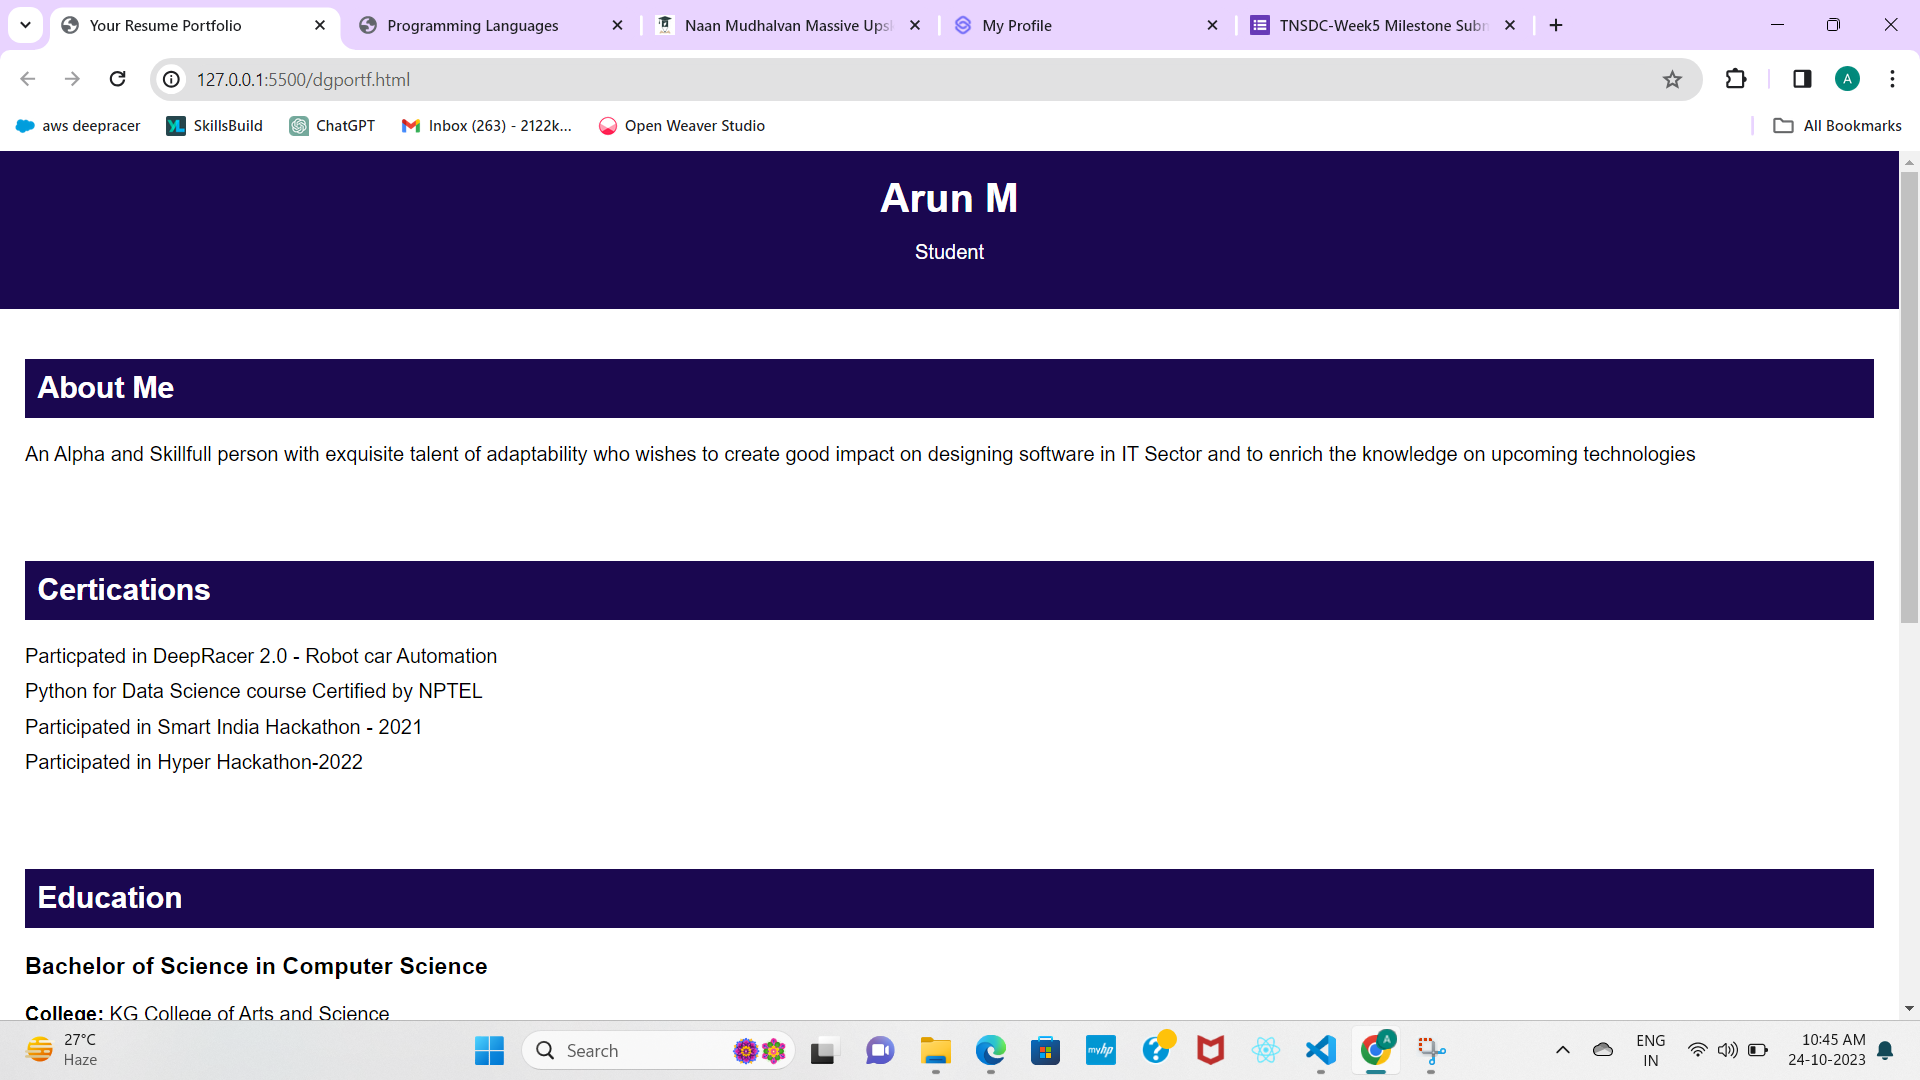 Your Resume Portfolio
Programming Languages
Naan Mudhalvan Massive Ups
My Profile
TNSDC-Week5 Milestone Subn
127.0.0.1:5500/dgportf.html
A
aws deepracer
SkillsBuild
ChatGPT
Inbox (263) - 2122k...
Open Weaver Studio
All Bookmarks
Arun M
Student
About Me
An Alpha and Skillfull person with exquisite talent of adaptability who wishes to create good impact on designing software in IT Sector and to enrich the knowledge on upcoming technologies
Certications
Particpated in DeepRacer 2.0 - Robot car Automation
Python for Data Science course Certified by NPTEL
Participated in Smart India Hackathon - 2021
Participated in Hyper Hackathon-2022
Education
Bachelor of Science in Computer Science
College: KG College of Arts and Science
27°C
Haze
Search
myhp
A
ENG
IN
10:45 AM
24-10-2023